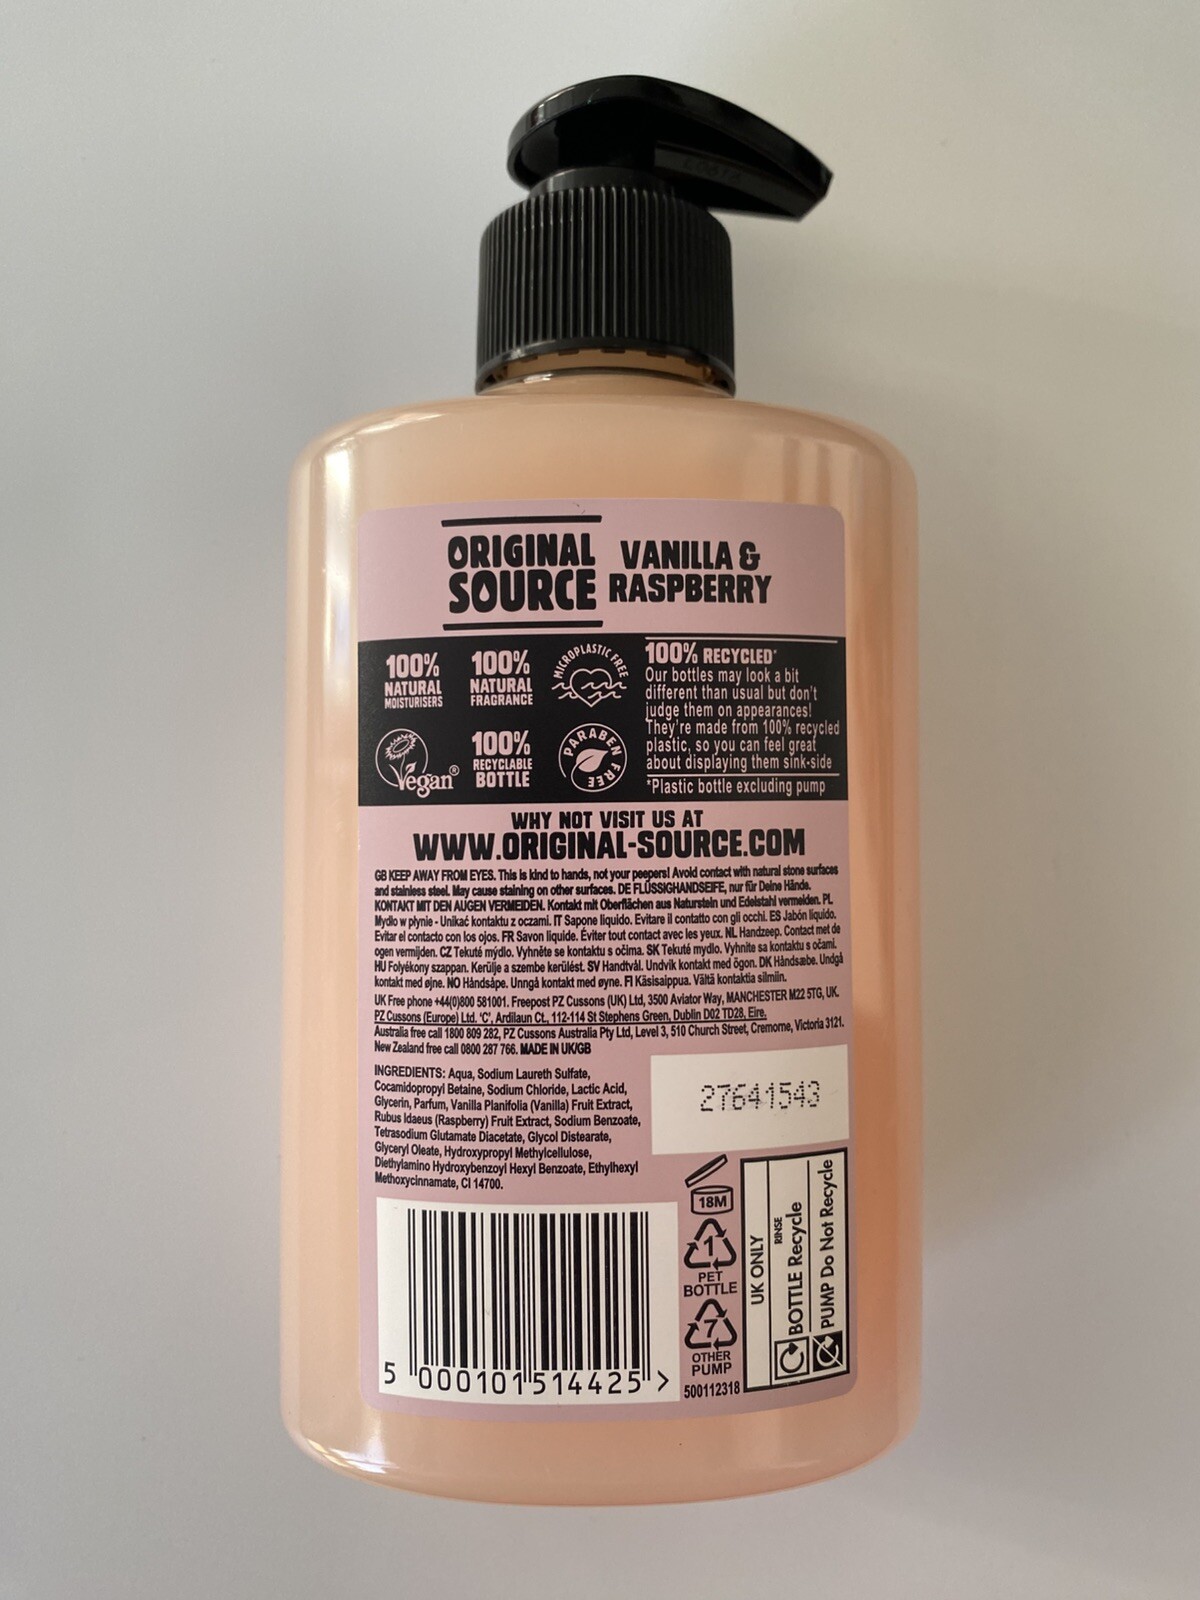 ORIGINAL
SOURCE
VANILLA &
RASPBERRY
100%
NATURAL
MOISTURISERS
100%
NATURAL
FRAGRANCE
MICROPLASTIC FREE
Vegan®
100%
RECYCLABLE
BOTTLE
PARABEN FREE
100% RECYCLED*
Our bottles may look a bit
different than usual but don't
judge them on appearances!
They're made from 100% recycled
plastic, so you can feel great
about displaying them sink-side
*Plastic bottle excluding pump
WHY NOT VISIT US AT
WWW.ORIGINAL-SOURCE.COM
GB KEEP AWAY FROM EYES. This is kind to hands, not your peepers! Avoid contact with natural stone surfaces
and stainless steel. May cause staining on other surfaces. DE FLÜSSIGHANDSEIFE, nur für Deine Hände.
KONTAKT MIT DEN AUGEN VERMEIDEN. Kontakt mit Oberflächen aus Naturstein und Edelstahl vermeiden. PL
Mydło w płynie - Unikać kontaktu z oczami. IT Sapone liquido. Evitare il contatto con gli occhi. ES Jabón líquido.
Evitar el contacto con los ojos. FR Savon liquide. Éviter tout contact avec les yeux. NL Handzeep. Contact met de
ogen vermijden. CZ Tekuté mýdlo. Vyhněte se kontaktu s očima. SK Tekuté mydlo. Vyhnite sa kontaktu s očami.
HU Folyékony szappan. Kerülje a szembe kerülést. SV Handtvål. Undvik kontakt med ögon. DK Håndsæbe. Undgå
kontakt med øjne. NO Håndsåpe. Unngå kontakt med øyne. FI Käsisaippua. Vältä kontaktia silmiin.
UK Free phone +44(0)800 581001. Freepost PZ Cussons (UK) Ltd, 3500 Aviator Way, MANCHESTER M22 5TG, UK.
PZ Cussons (Europe) Ltd. 'C', Ardilaun Ct., 112-114 St Stephens Green, Dublin D02 TD28, Eire.
Australia free call 1800 809 282, PZ Cussons Australia Pty Ltd, Level 3, 510 Church Street, Cremorne, Victoria 3121.
New Zealand free call 0800 287 766. MADE IN UK/GB
INGREDIENTS: Aqua, Sodium Laureth Sulfate,
Cocamidopropyl Betaine, Sodium Chloride, Lactic Acid,
Glycerin, Parfum, Vanilla Planifolia (Vanilla) Fruit Extract,
Rubus Idaeus (Raspberry) Fruit Extract, Sodium Benzoate,
Tetrasodium Glutamate Diacetate, Glycol Distearate,
Glyceryl Oleate, Hydroxypropyl Methylcellulose,
Diethylamino Hydroxybenzoyl Hexyl Benzoate, Ethylhexyl
Methoxycinnamate, CI 14700.
27641543
18M
1
PET
BOTTLE
7
OTHER
PUMP
500112318
UK ONLY
RINSE
BOTTLE Recycle
PUMP Do Not Recycle
5 000101 514425 >